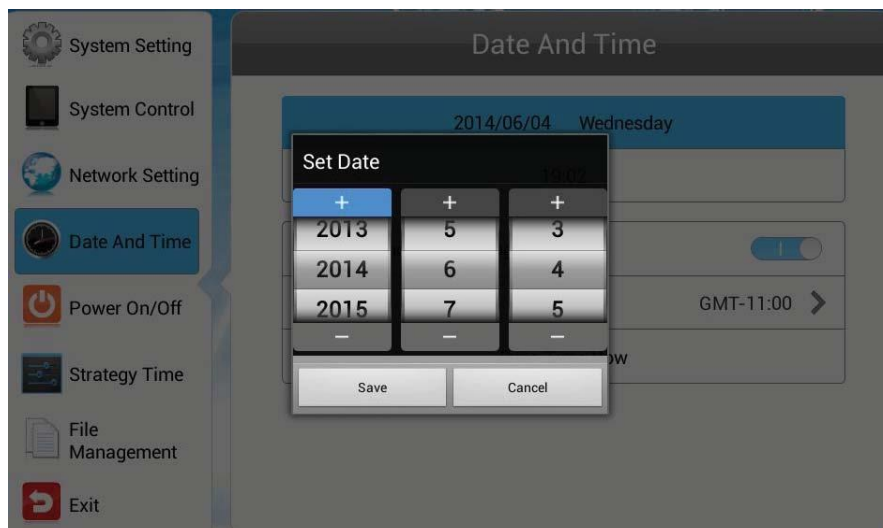 System Setting
System Control
Network Setting
Date And Time
Power On/Off
Strategy Time
File
Management
Exit
Date And Time
2014/06/04 Wednesday
19:02
GMT-11:00
Set Date
+ + +
2013 5 3
2014 6 4
2015 7 5
− − −
Save Cancel